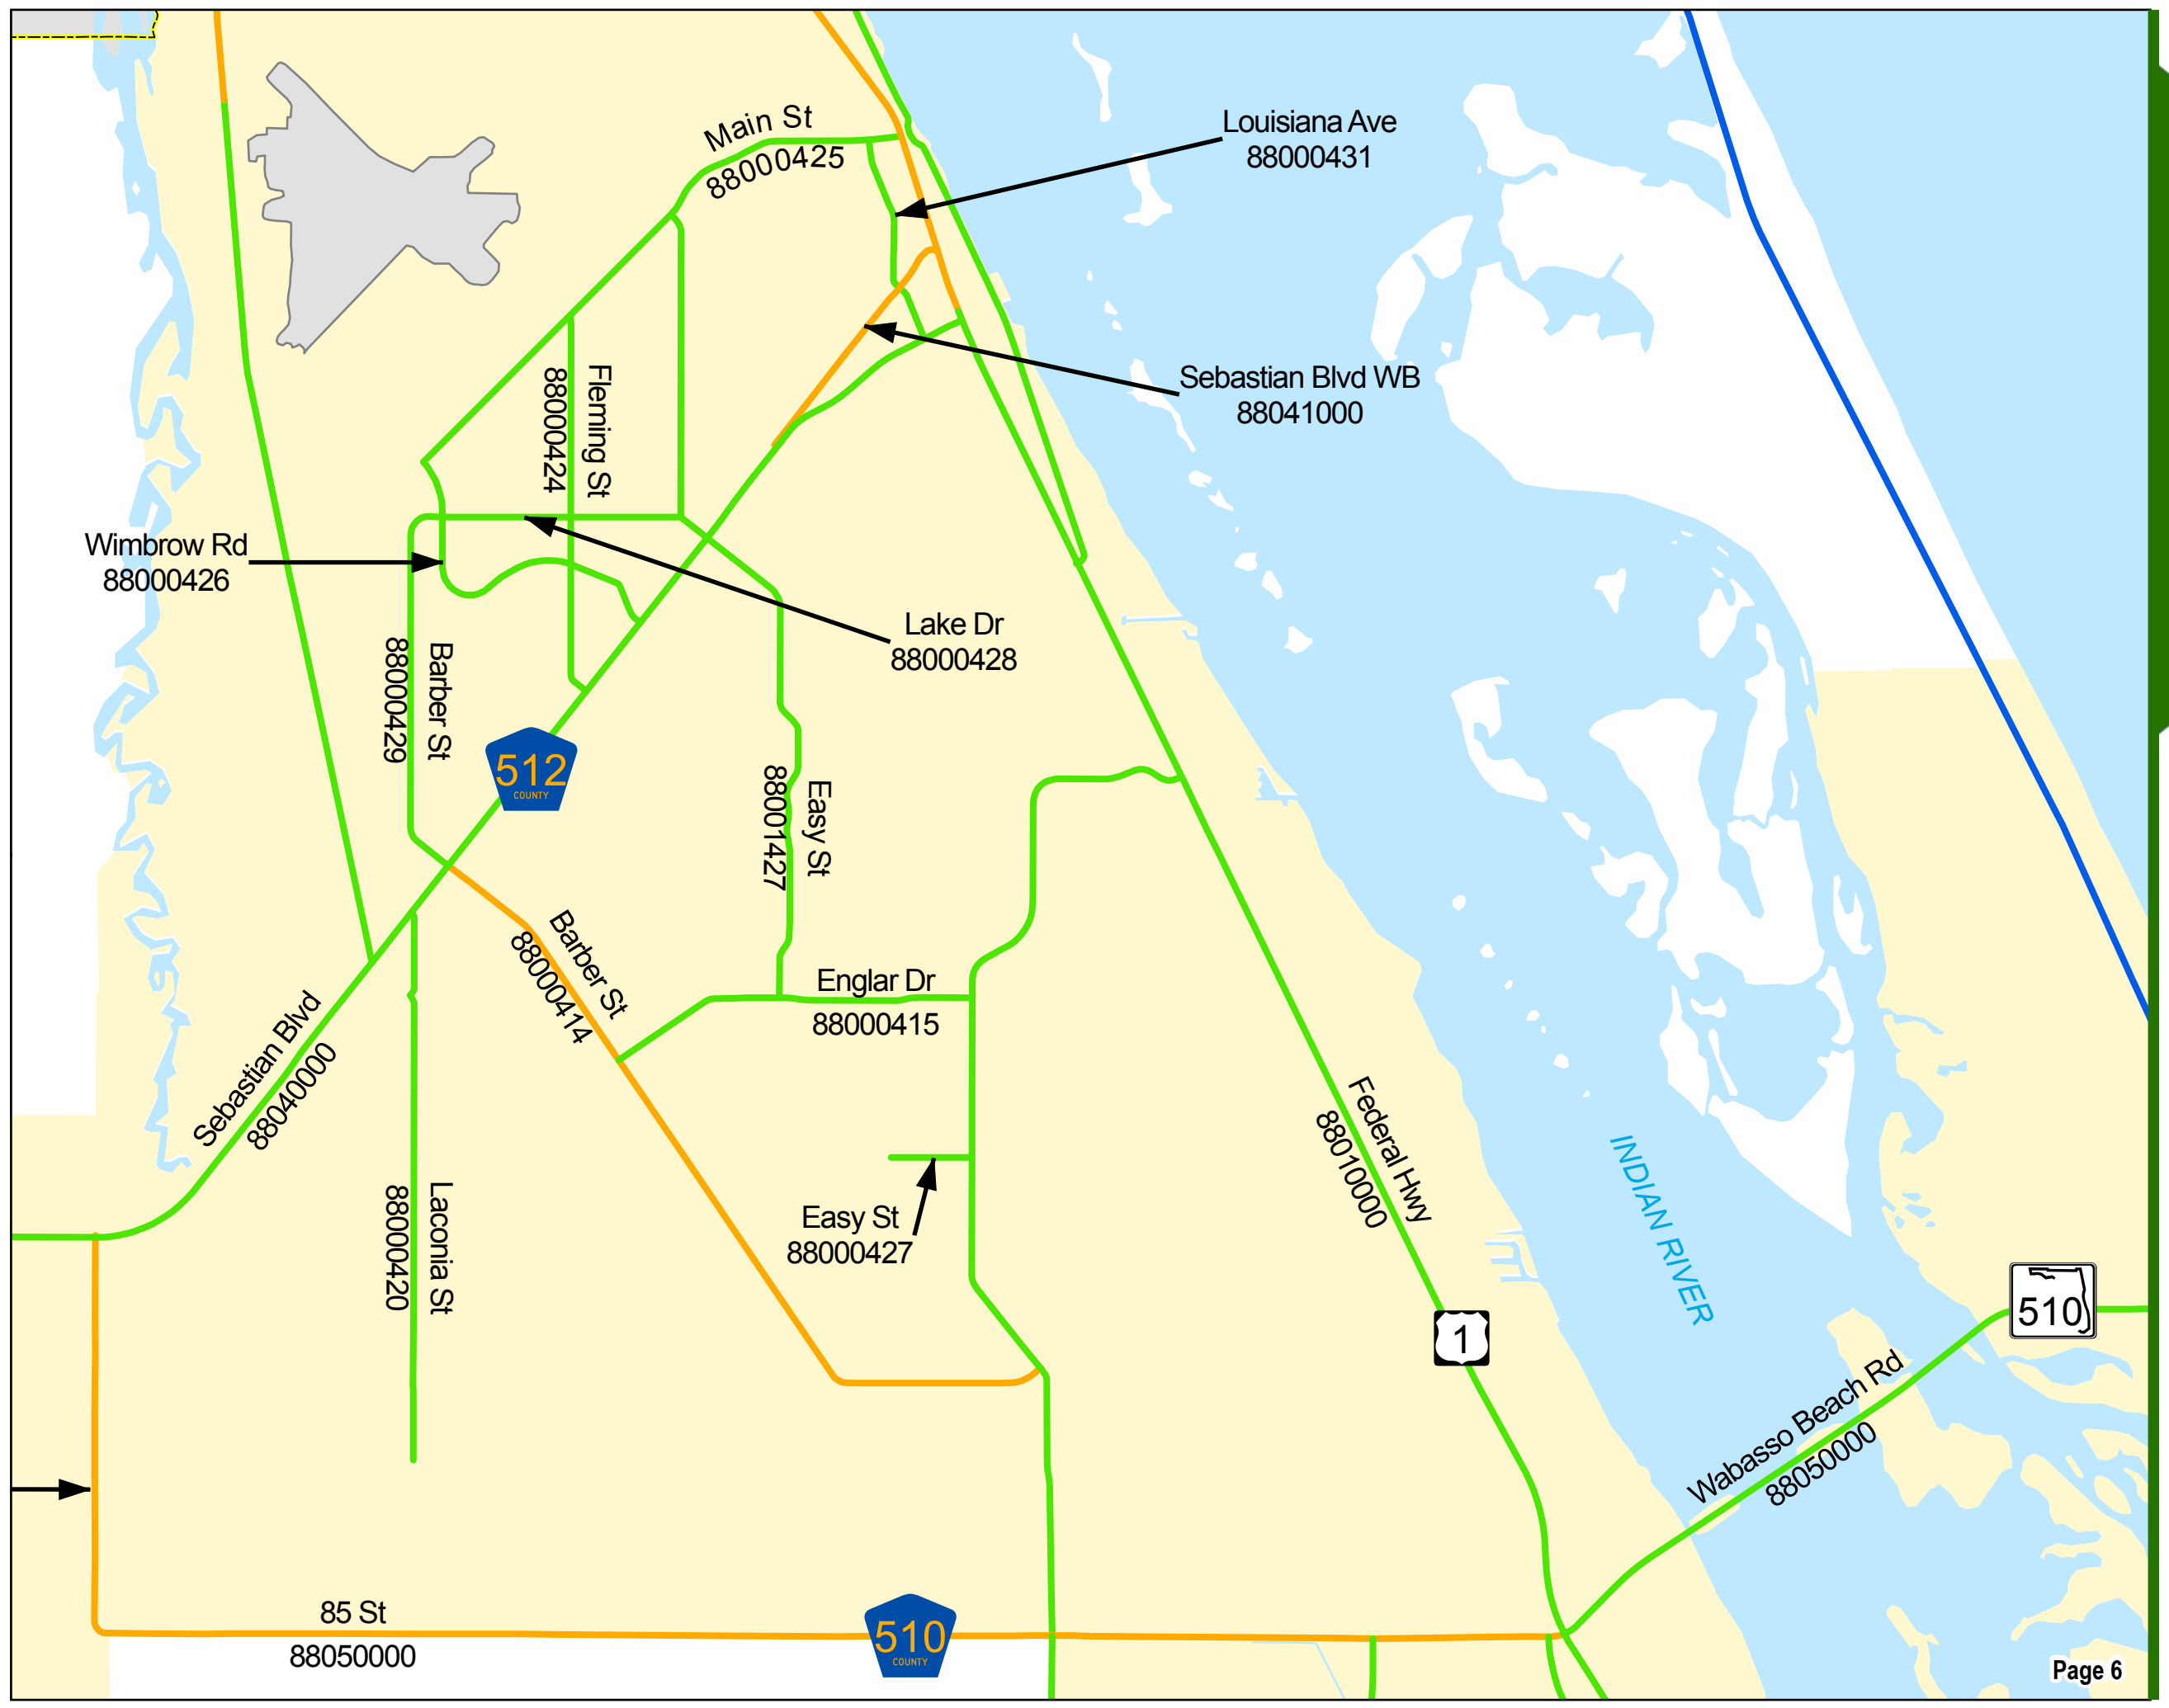 Main St
88000425
Louisiana Ave
88000431
Sebastian Blvd WB
88041000
Fleming St
88000424
Wimbrow Rd
88000426
Lake Dr
88000428
Barber St
88000429
512
COUNTY
Easy St
88001427
Barber St
88000414
Englar Dr
88000415
Sebastian Blvd
88040000
Federal Hwy
88010000
Laconia St
88000420
Easy St
88000427
INDIAN RIVER
1
510
Wabasso Beach Rd
88050000
85 St
88050000
510
COUNTY
Page 6